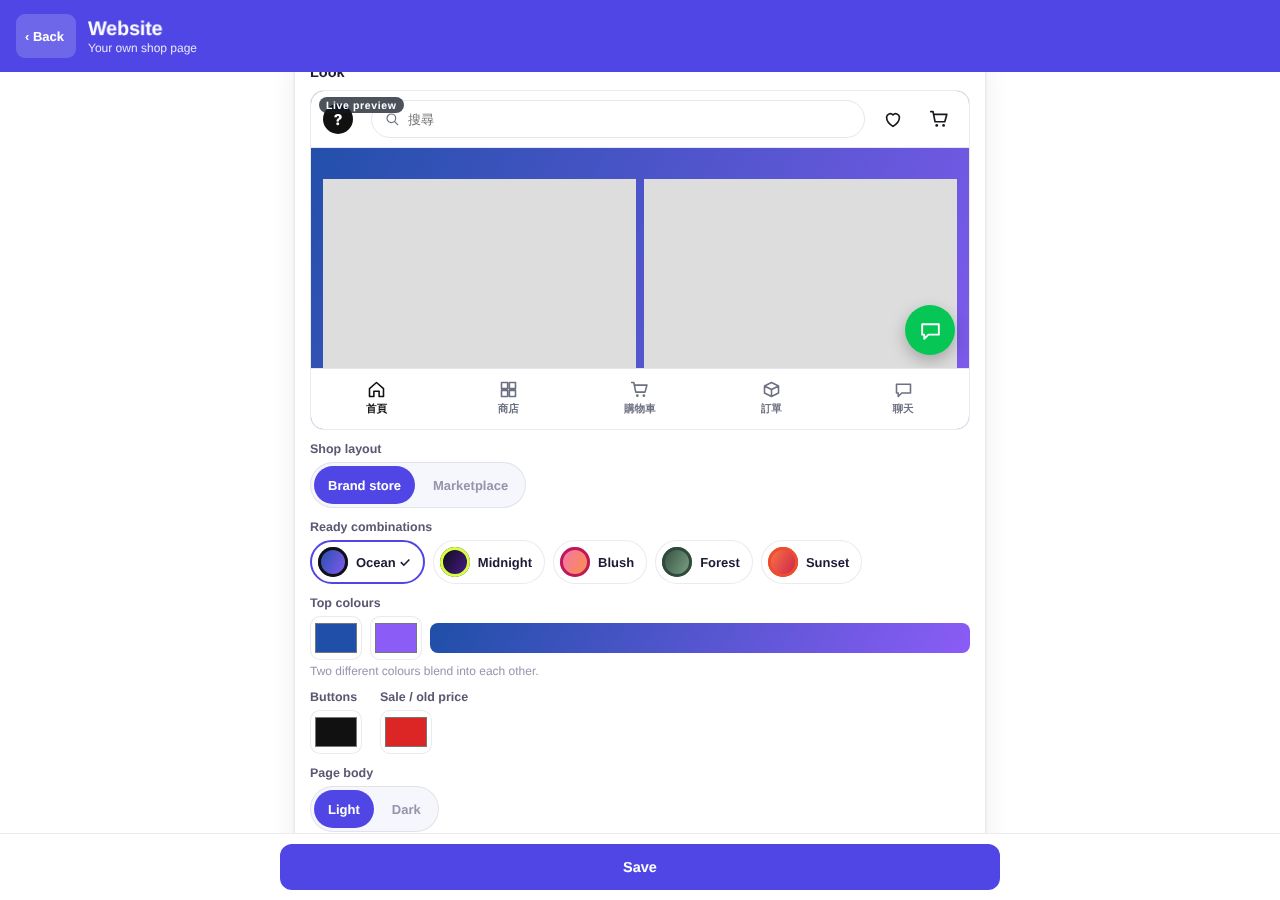 ‹ Back
Website
Your own shop page
Look
Live preview
?
搜尋
首頁
商店
購物車
訂單
聊天
Shop layout
Brand store
Marketplace
Ready combinations
Ocean ✓
Midnight
Blush
Forest
Sunset
Top colours
Two different colours blend into each other.
Buttons
Sale / old price
Page body
Light
Dark
Save